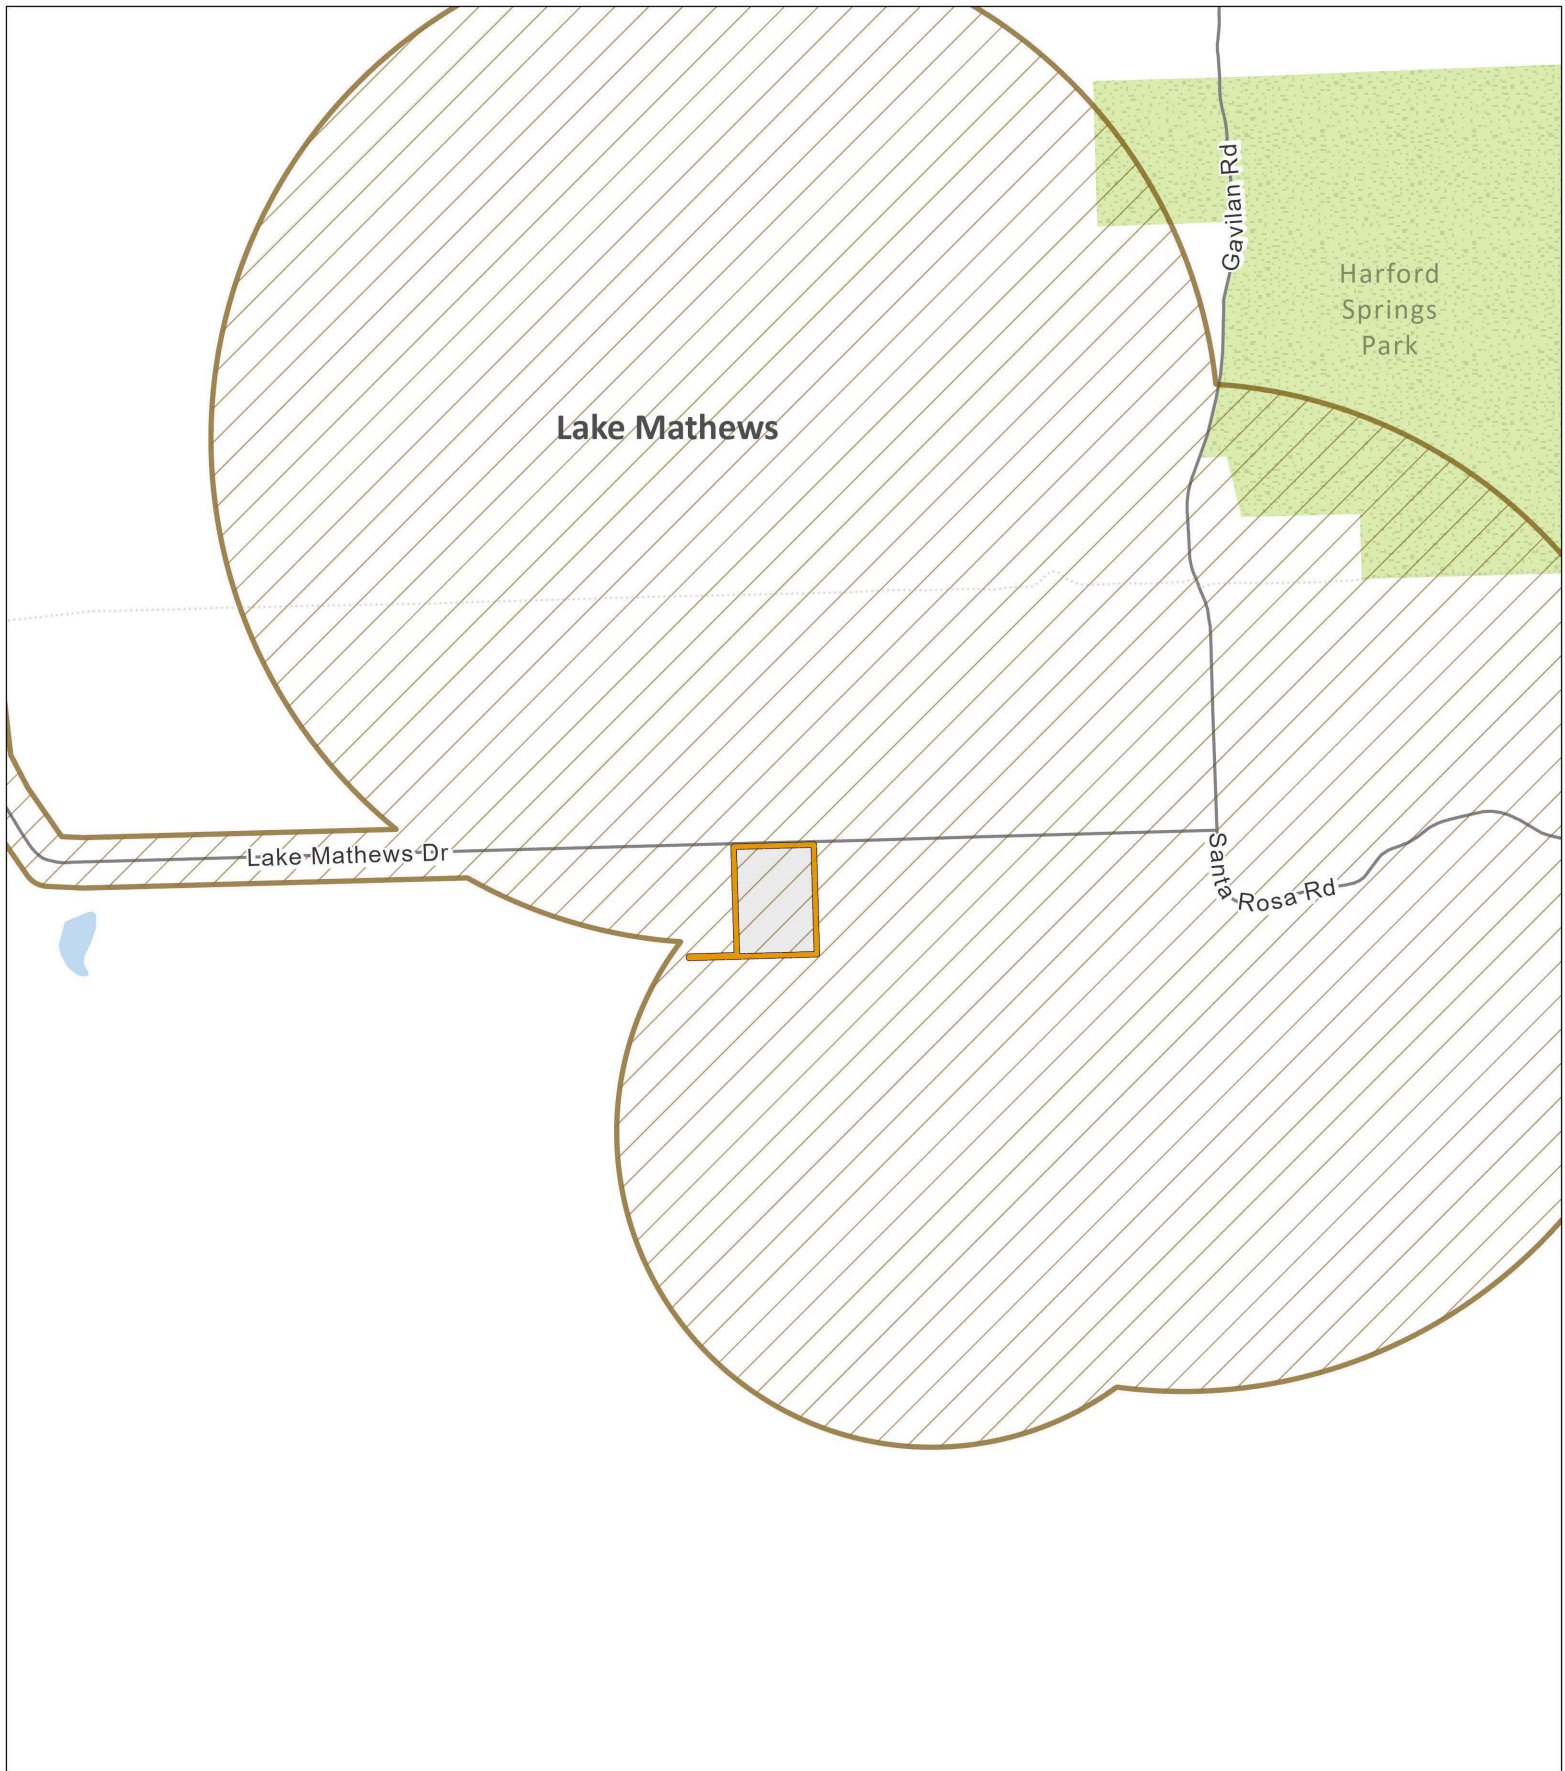 Gavilan Rd
Harford
Springs
Park
Lake Mathews
Lake Mathews Dr
Santa
Rosa Rd